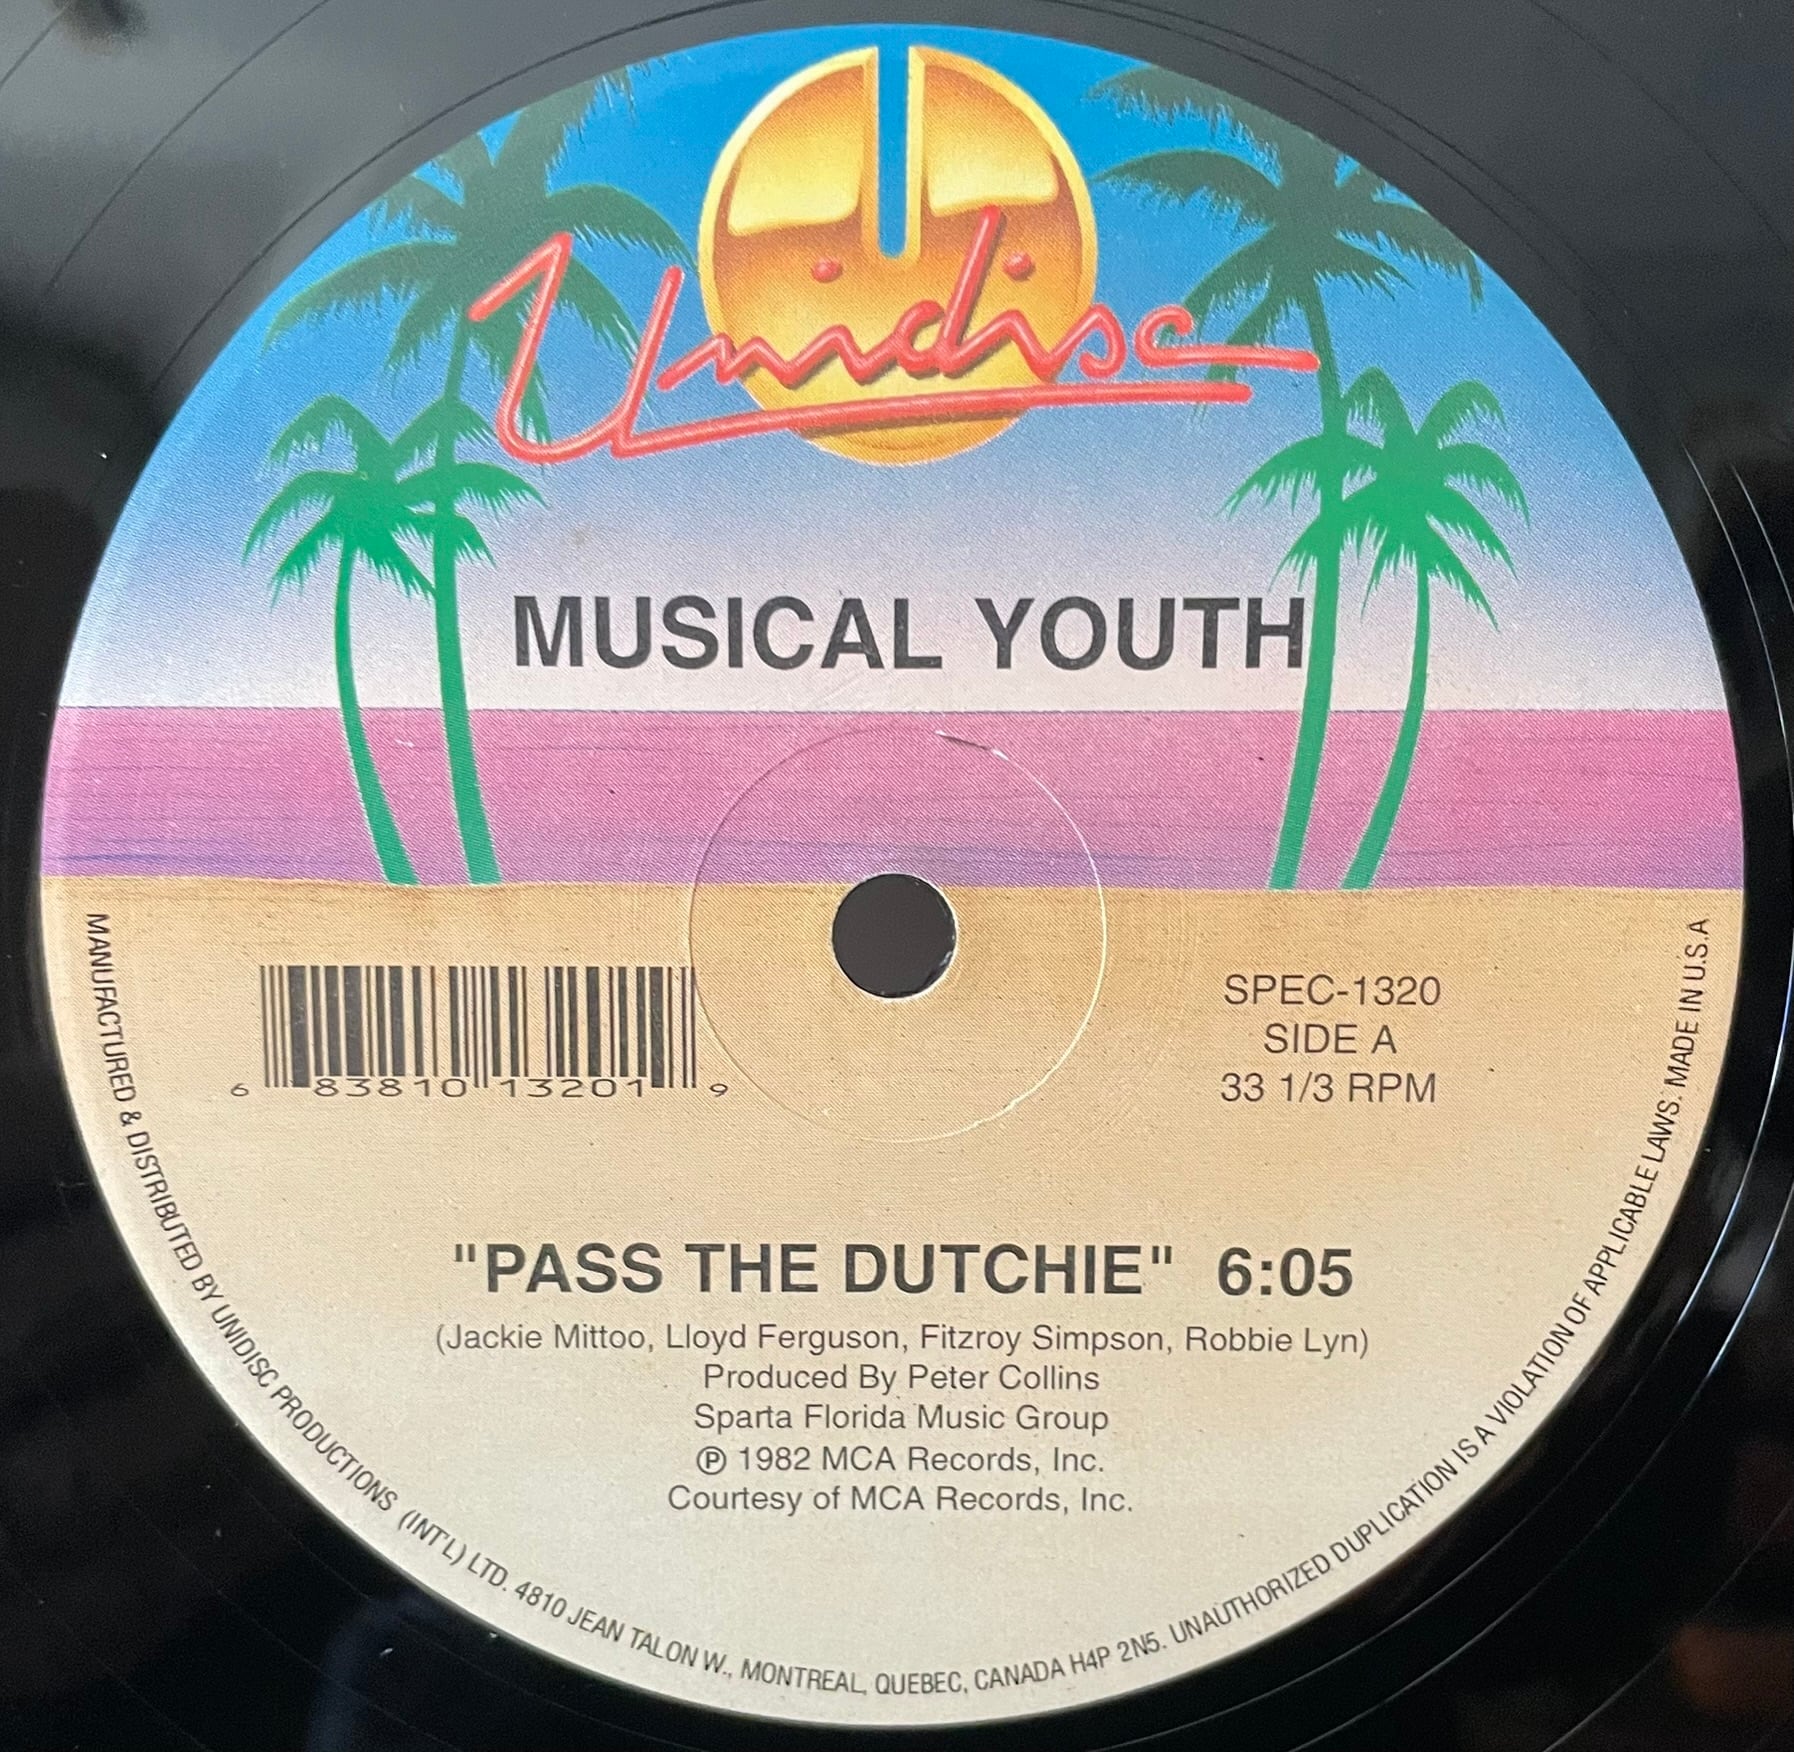 Unidisc
MUSICAL YOUTH
6 83810 13201 9
SPEC-1320
SIDE A
33 1/3 RPM
"PASS THE DUTCHIE" 6:05
(Jackie Mittoo, Lloyd Ferguson, Fitzroy Simpson, Robbie Lyn)
Produced By Peter Collins
Sparta Florida Music Group
℗ 1982 MCA Records, Inc.
Courtesy of MCA Records, Inc.
MANUFACTURED & DISTRIBUTED BY UNIDISC PRODUCTIONS (INT'L) LTD. 4810 JEAN TALON W., MONTREAL, QUEBEC, CANADA H4P 2N5. UNAUTHORIZED DUPLICATION IS A VIOLATION OF APPLICABLE LAWS. MADE IN U.S.A